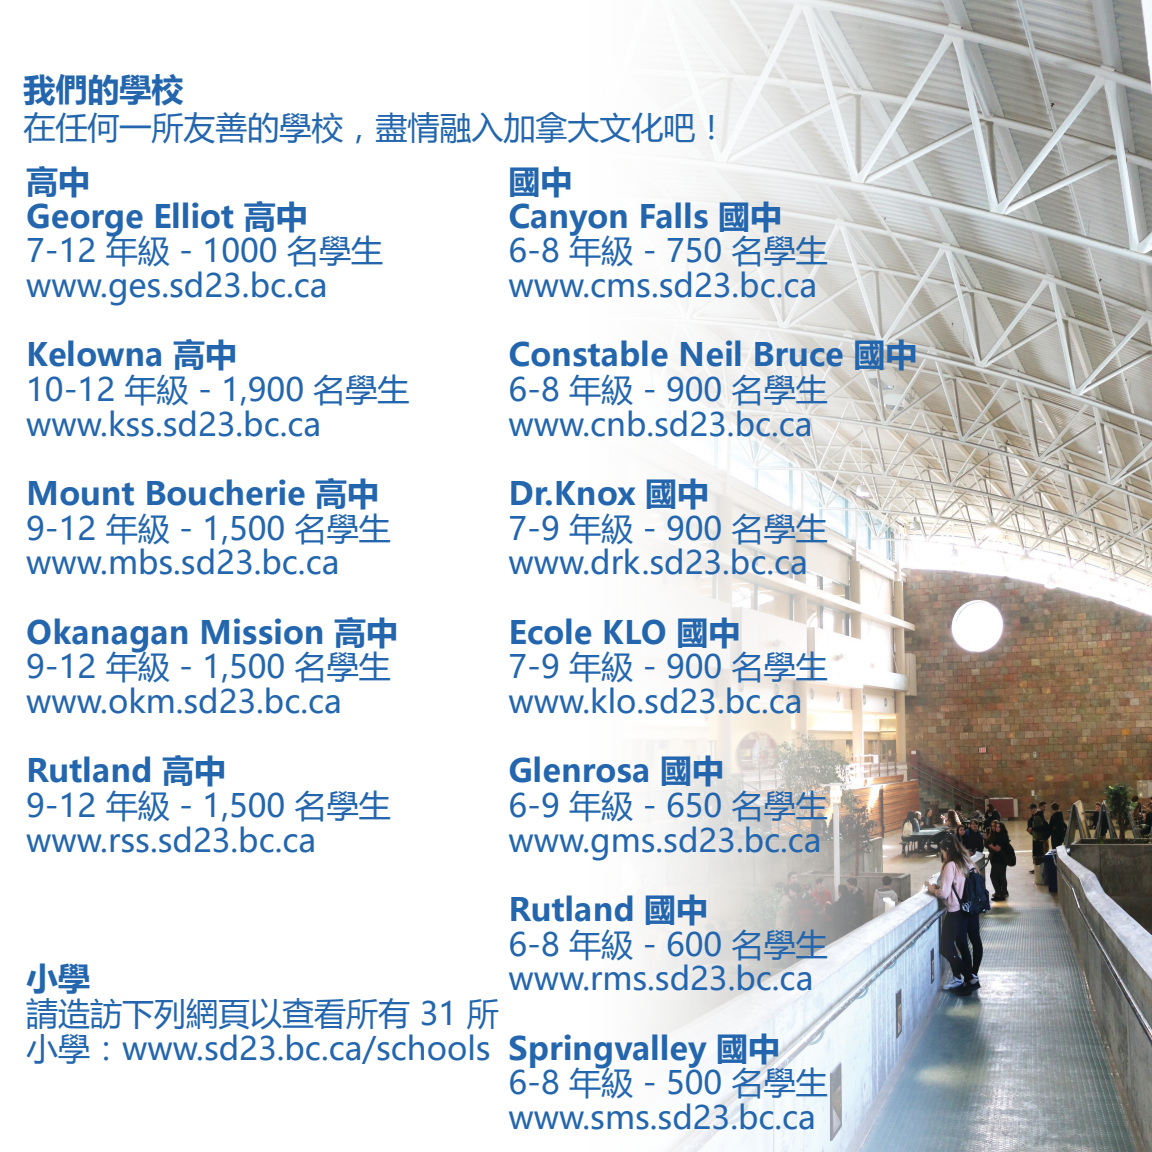 我們的學校
在任何一所友善的學校，盡情融入加拿大文化吧！
高中
George Elliot 高中
7-12 年級 - 1000 名學生
www.ges.sd23.bc.ca
Kelowna 高中
10-12 年級 - 1,900 名學生
www.kss.sd23.bc.ca
Mount Boucherie 高中
9-12 年級 - 1,500 名學生
www.mbs.sd23.bc.ca
Okanagan Mission 高中
9-12 年級 - 1,500 名學生
www.okm.sd23.bc.ca
Rutland 高中
9-12 年級 - 1,500 名學生
www.rss.sd23.bc.ca
小學
請造訪下列網頁以查看所有 31 所
小學：www.sd23.bc.ca/schools
國中
Canyon Falls 國中
6-8 年級 - 750 名學生
www.cms.sd23.bc.ca
Constable Neil Bruce 國中
6-8 年級 - 900 名學生
www.cnb.sd23.bc.ca
Dr.Knox 國中
7-9 年級 - 900 名學生
www.drk.sd23.bc.ca
Ecole KLO 國中
7-9 年級 - 900 名學生
www.klo.sd23.bc.ca
Glenrosa 國中
6-9 年級 - 650 名學生
www.gms.sd23.bc.ca
Rutland 國中
6-8 年級 - 600 名學生
www.rms.sd23.bc.ca
Springvalley 國中
6-8 年級 - 500 名學生
www.sms.sd23.bc.ca